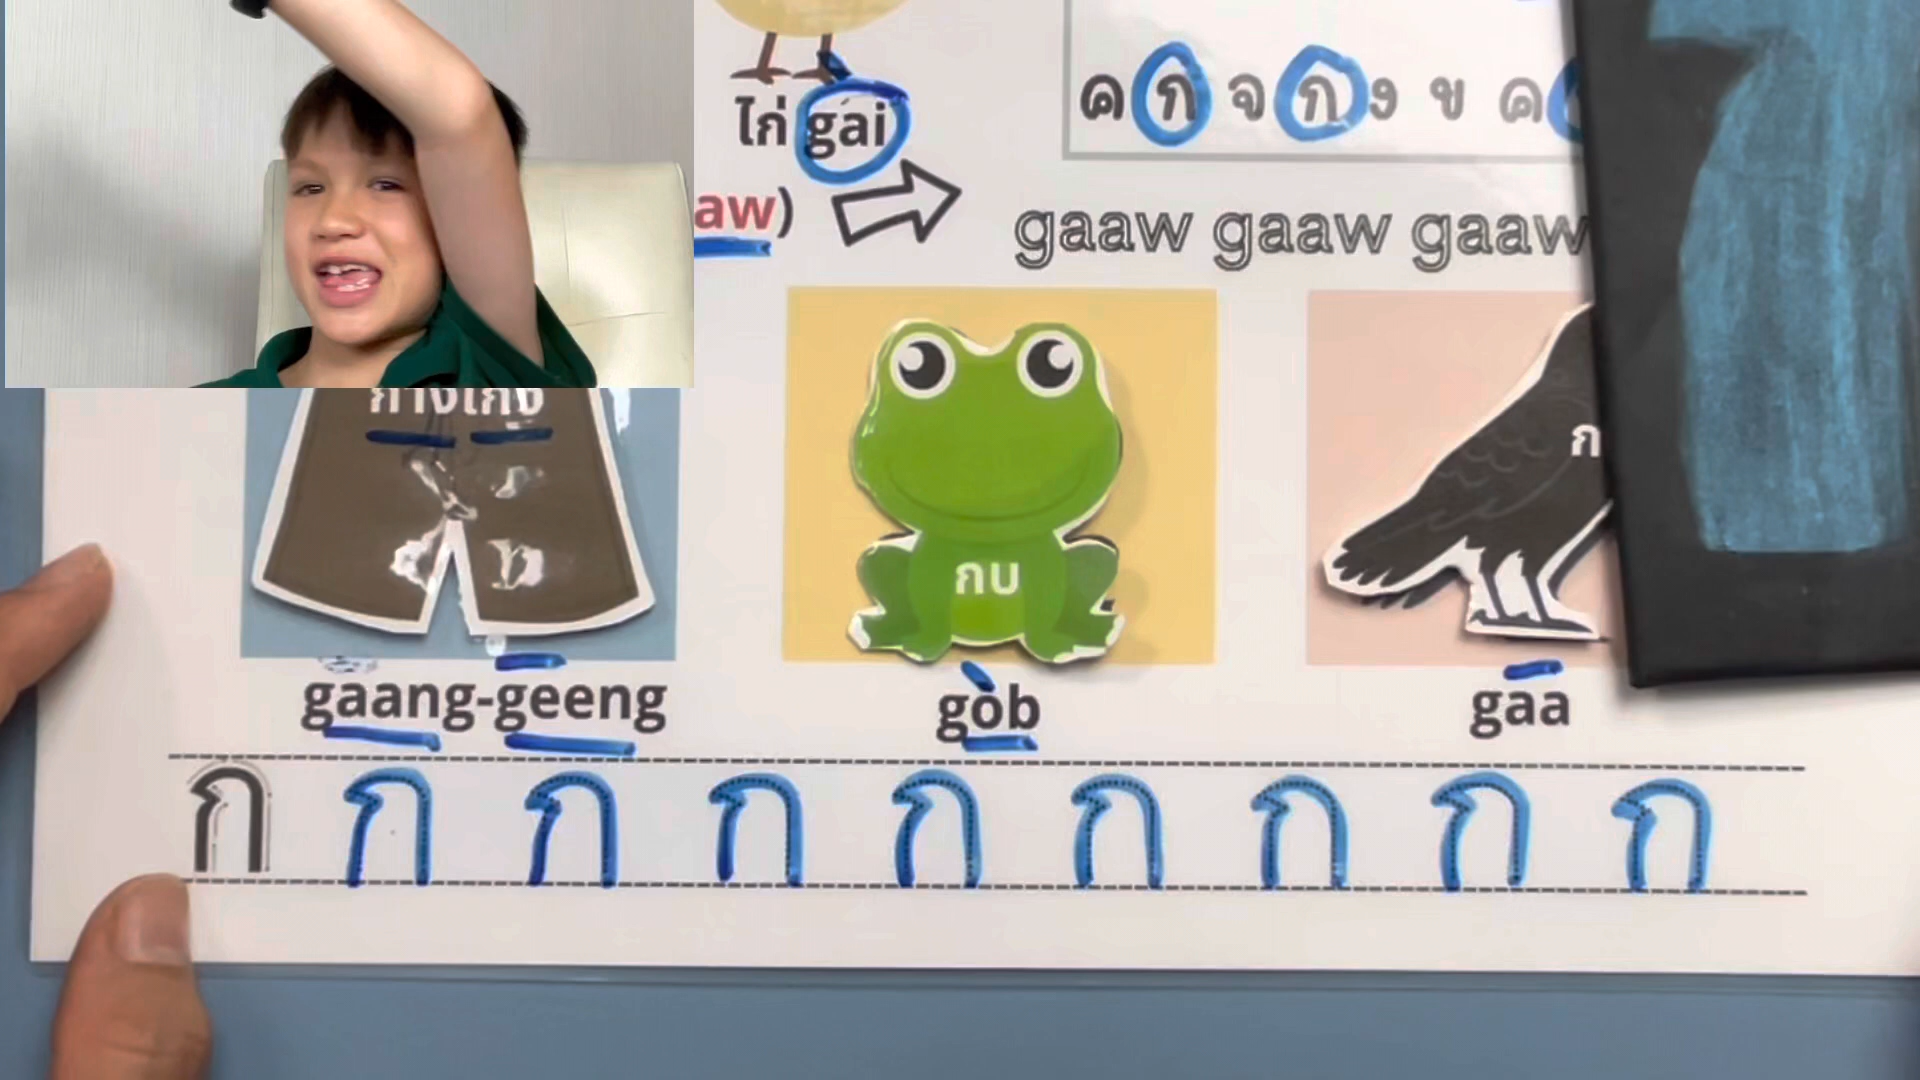 ไก่ gài
ค ก จ ก ง ข ค
aw)
gaaw gaaw gaaw
กางเกง
กบ
gaang-geeng
gòb
gaa
ก ก ก ก ก ก ก ก ก